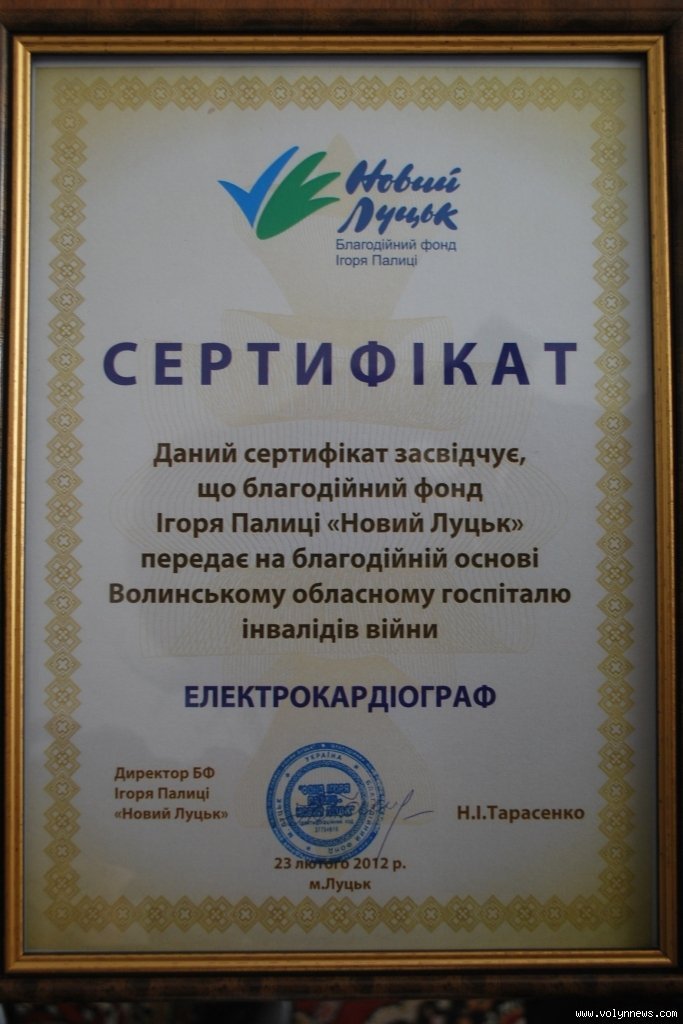 Новий
Луцьк
Благодійний фонд
Ігоря Палиці
СЕРТИФІКАТ
Даний сертифікат засвідчує,
що благодійний фонд
Ігоря Палиці «Новий Луцьк»
передає на благодійній основі
Волинському обласному госпіталю
інвалідів війни
ЕЛЕКТРОКАРДІОГРАФ
Директор БФ
Ігоря Палиці
«Новий Луцьк»
УКРАЇНА
Н.І.Тарасенко
23 лютого 2012 р.
м.Луцьк
www.volynnews.com